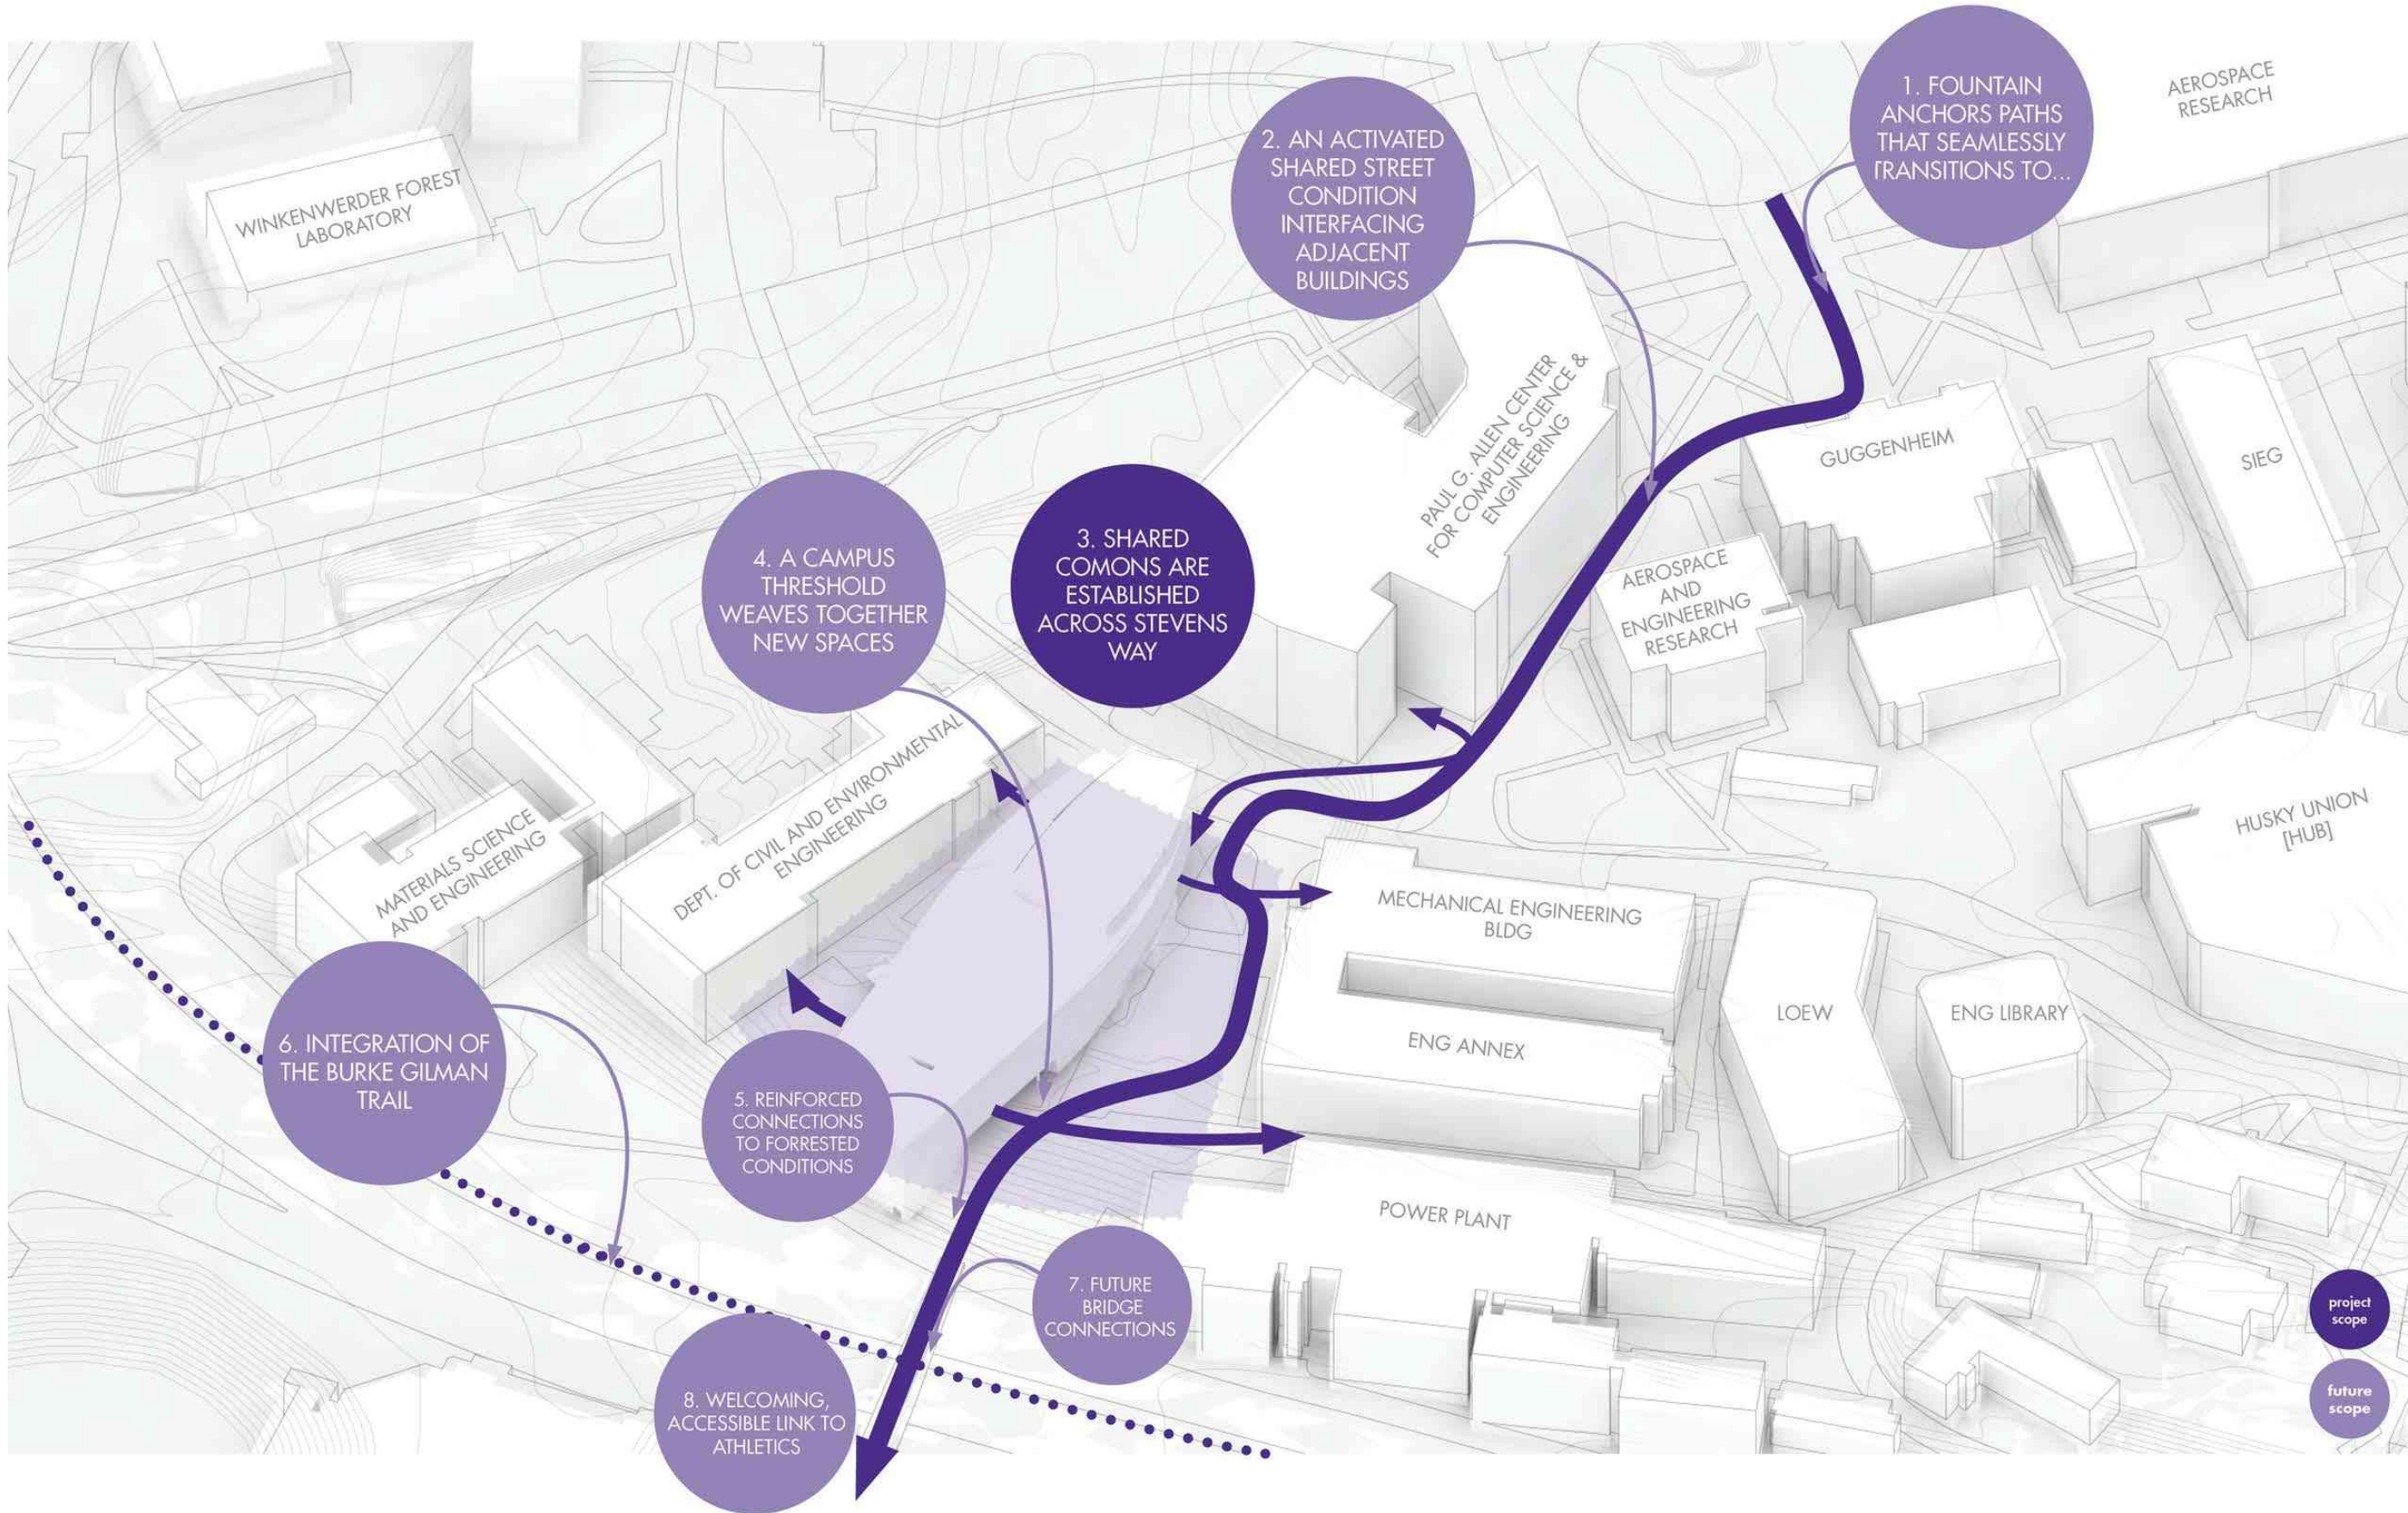 1. FOUNTAIN
ANCHORS PATHS
THAT SEAMLESSLY
TRANSITIONS TO...
AEROSPACE
RESEARCH
2. AN ACTIVATED
SHARED STREET
CONDITION
INTERFACING
ADJACENT
BUILDINGS
WINKENWERDER FOREST
LABORATORY
PAUL G. ALLEN CENTER
FOR COMPUTER SCIENCE &
ENGINEERING
GUGGENHEIM
SIEG
AEROSPACE
AND
ENGINEERING
RESEARCH
3. SHARED
COMONS ARE
ESTABLISHED
ACROSS STEVENS
WAY
4. A CAMPUS
THRESHOLD
WEAVES TOGETHER
NEW SPACES
DEPT. OF CIVIL AND ENVIRONMENTAL
ENGINEERING
MATERIALS SCIENCE
AND ENGINEERING
HUSKY UNION
[HUB]
MECHANICAL ENGINEERING
BLDG
ENG ANNEX
LOEW
ENG LIBRARY
6. INTEGRATION OF
THE BURKE GILMAN
TRAIL
5. REINFORCED
CONNECTIONS
TO FORRESTED
CONDITIONS
POWER PLANT
7. FUTURE
BRIDGE
CONNECTIONS
8. WELCOMING,
ACCESSIBLE LINK TO
ATHLETICS
project
scope
future
scope